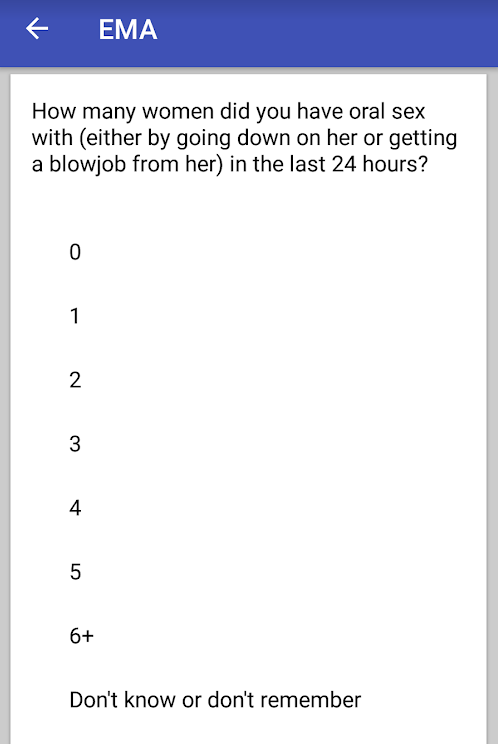 EMA
How many women did you have oral sex
with (either by going down on her or getting
a blowjob from her) in the last 24 hours?
0
1
2
3
4
5
6+
Don't know or don't remember